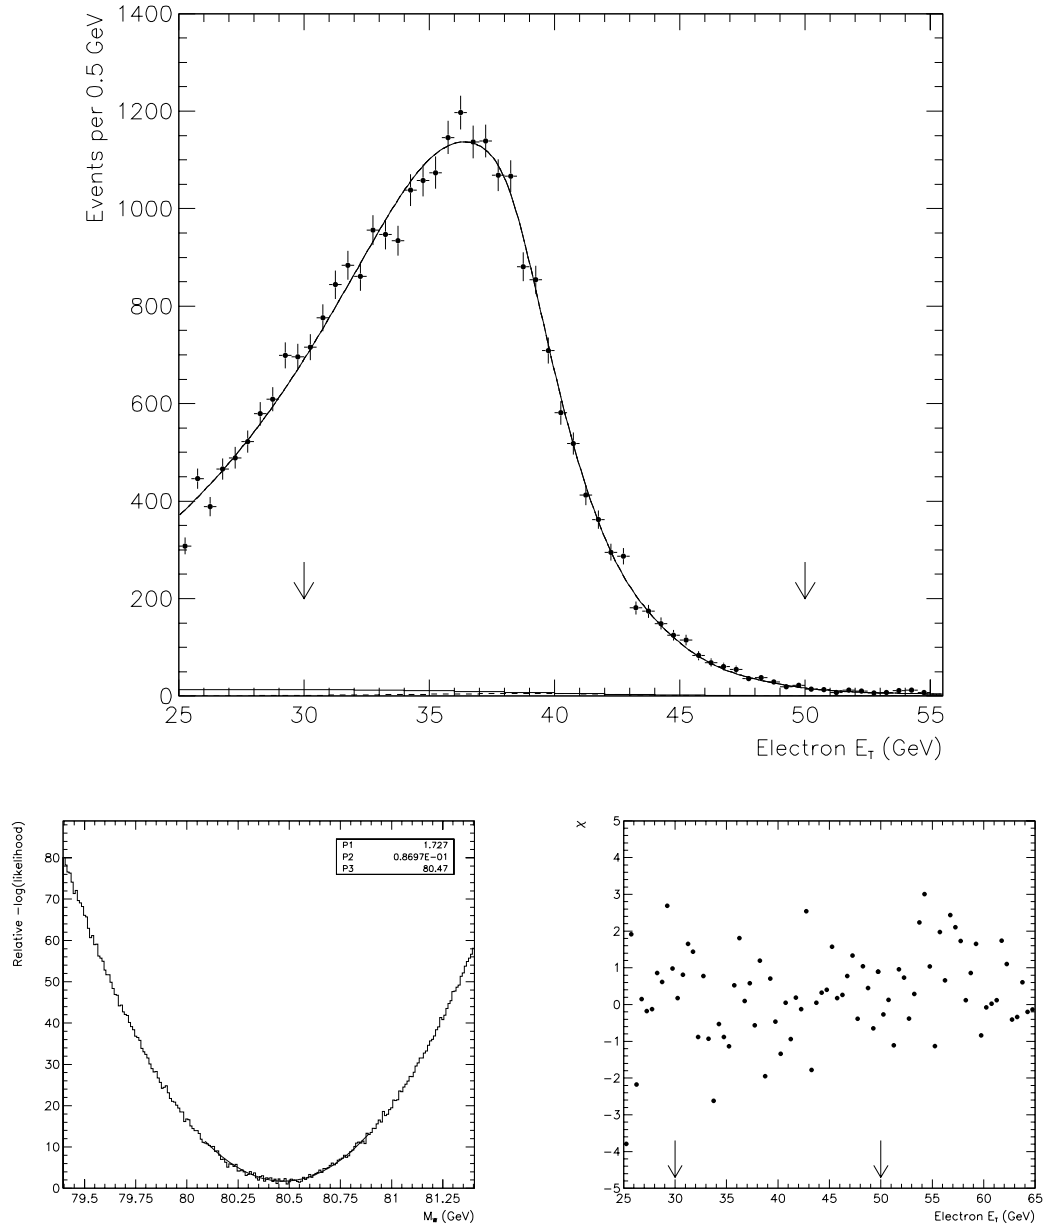 Events per 0.5 GeV
1400
1200
1000
800
600
400
200
0
25 30 35 40 45 50 55
Electron E_T (GeV)
Relative -log(likelihood)
80
70
60
50
40
30
20
10
0
P1 1.727
P2 0.8697E-01
P3 80.47
79.5 79.75 80 80.25 80.5 80.75 81 81.25
(GeV)
χ
5
4
3
2
1
0
-1
-2
-3
-4
-5
25 30 35 40 45 50 55 60 65
Electron E_T (GeV)